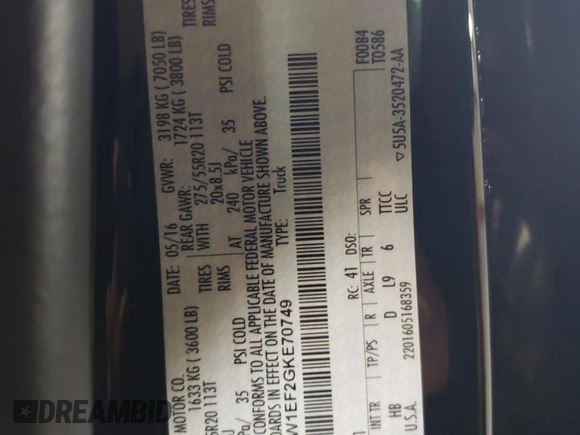 MOTOR CO.
DATE: 05/16 GVWR: 3198 KG ( 7050 LB)
1633 KG ( 3600 LB) REAR GAWR: 1724 KG ( 3800 LB)
55R20 113T TIRES WITH 275/55R20 113T TIRES
RIMS 20x8.5J RIMS
35 PSI COLD AT 240 kPa/ 35 PSI COLD
CONFORMS TO ALL APPLICABLE FEDERAL MOTOR VEHICLE
IN EFFECT ON THE DATE OF MANUFACTURE SHOWN ABOVE.
W1EF2GKE70749 TYPE: Truck
F0084
T0586
RC: 41 DSO:
INT TR TP/PS R AXLE TR SPR
HB D L9 6 TTCC
U.S.A. ULC
2201605168359
▽5U5A-3520472-AA
DREAMBID